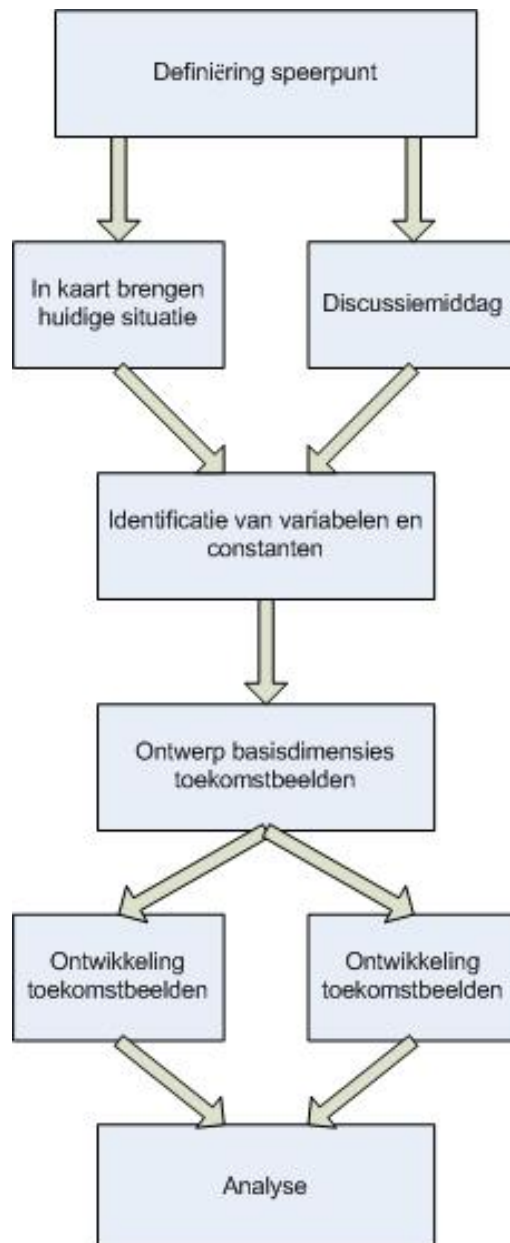 Definiëring speerpunt
In kaart brengen
huidige situatie
Discussiemiddag
Identificatie van variabelen en
constanten
Ontwerp basisdimensies
toekomstbeelden
Ontwikkeling
toekomstbeelden
Ontwikkeling
toekomstbeelden
Analyse